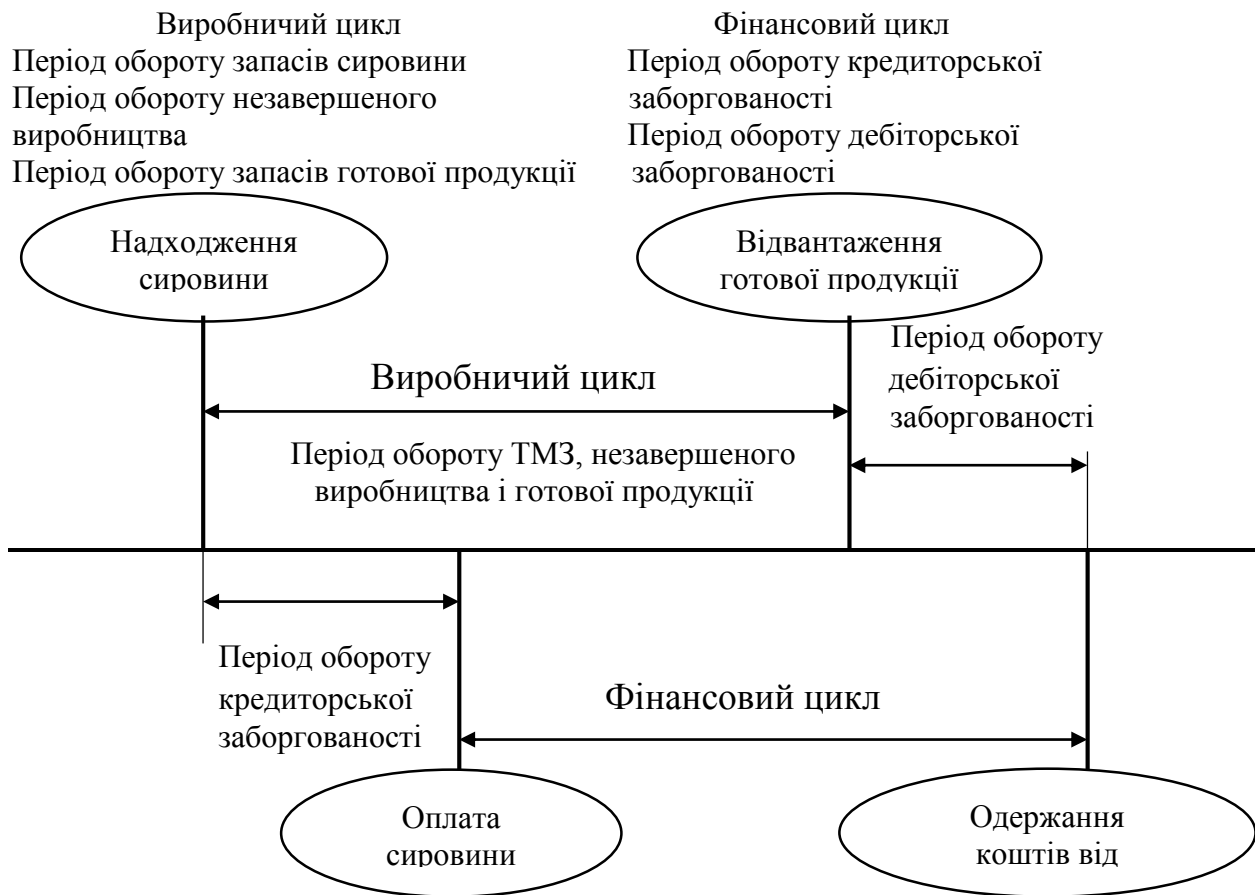 Виробничий цикл
Період обороту запасів сировини
Період обороту незавершеного
виробництва
Період обороту запасів готової продукції
Фінансовий цикл
Період обороту кредиторської
заборгованості
Період обороту дебіторської
заборгованості
Надходження
сировини
Відвантаження
готової продукції
Період обороту
дебіторської
заборгованості
Виробничий цикл
Період обороту ТМЗ, незавершеного
виробництва і готової продукції
Період обороту
кредиторської
заборгованості
Фінансовий цикл
Оплата
сировини
Одержання
коштів від